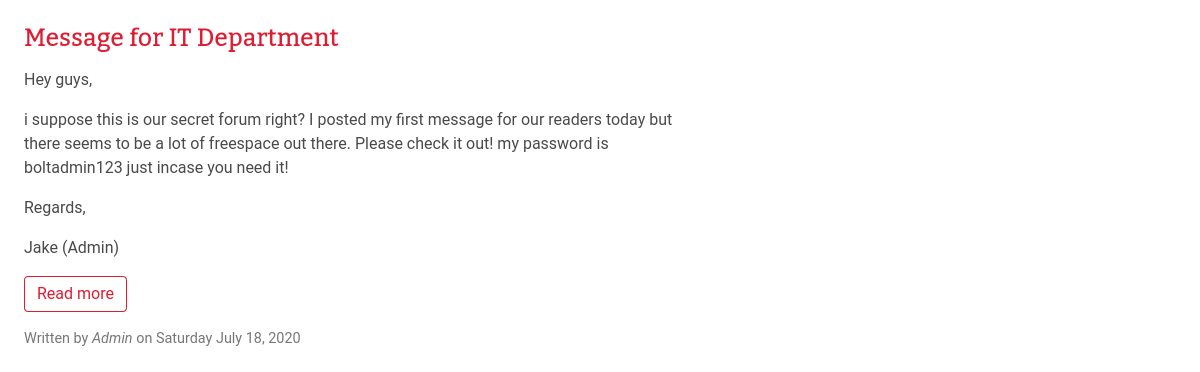 Message for IT Department
Hey guys,
i suppose this is our secret forum right? I posted my first message for our readers today but
there seems to be a lot of freespace out there. Please check it out! my password is
boltadmin123 just incase you need it!
Regards,
Jake (Admin)
Read more
Written by Admin on Saturday July 18, 2020